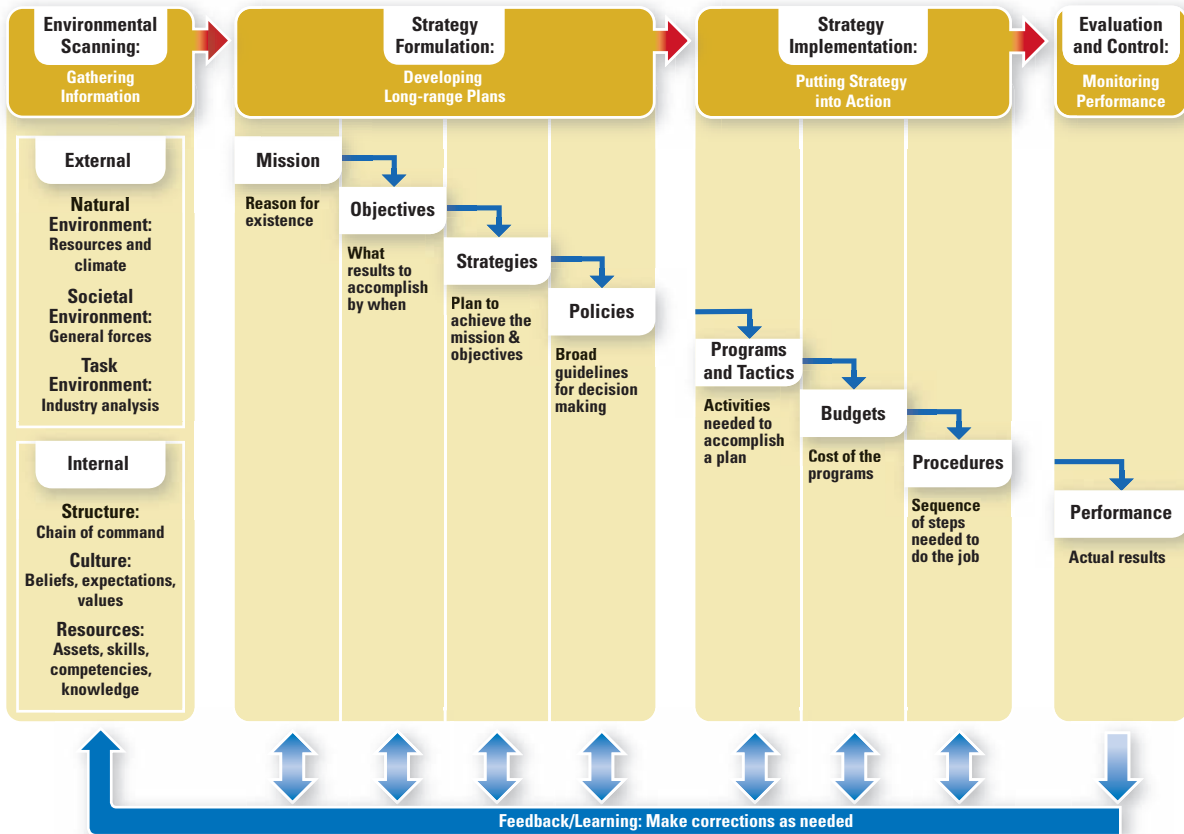 Environmental
Scanning:
Gathering
Information
Strategy
Formulation:
Developing
Long-range Plans
Strategy
Implementation:
Putting Strategy
into Action
Evaluation
and Control:
Monitoring
Performance
External
Natural
Environment:
Resources and
climate
Societal
Environment:
General forces
Task
Environment:
Industry analysis
Internal
Structure:
Chain of command
Culture:
Beliefs, expectations,
values
Resources:
Assets, skills,
competencies,
knowledge
Mission
Reason for
existence
Objectives
What
results to
accomplish
by when
Strategies
Plan to
achieve the
mission &
objectives
Policies
Broad
guidelines
for decision
making
Programs
and Tactics
Activities
needed to
accomplish
a plan
Budgets
Cost of the
programs
Procedures
Sequence
of steps
needed to
do the job
Performance
Actual results
Feedback/Learning: Make corrections as needed